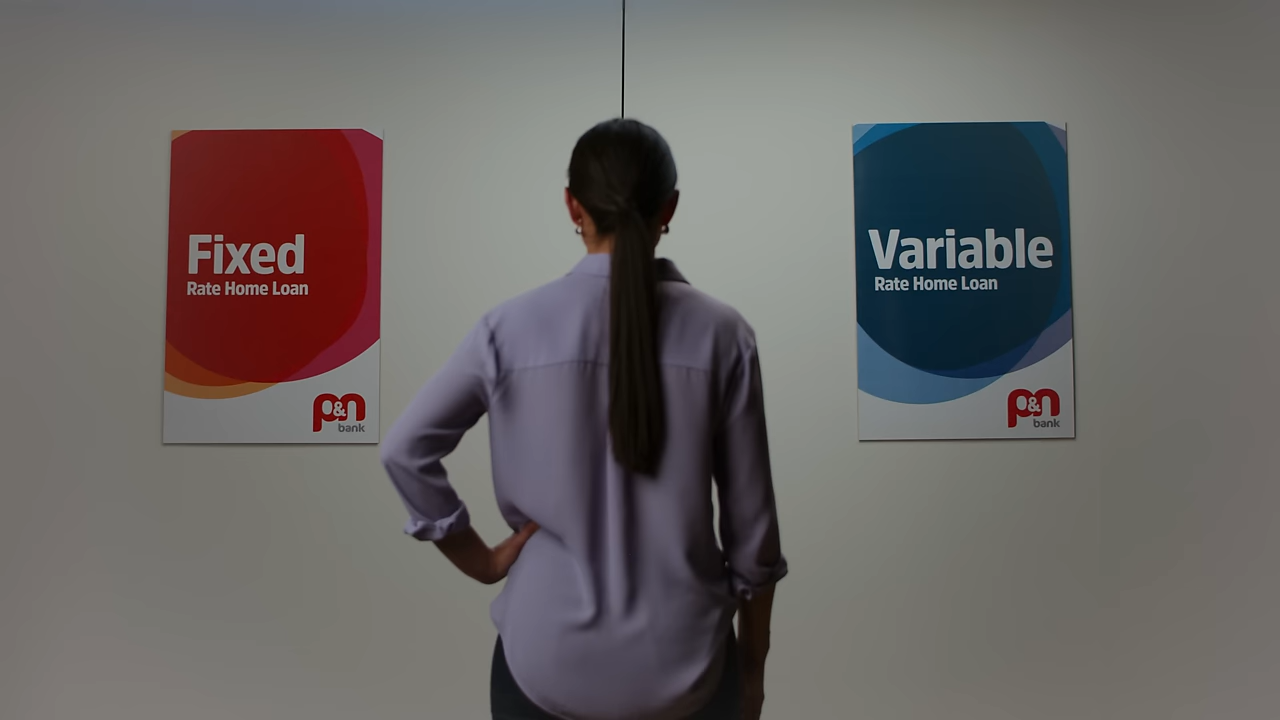 Fixed
Rate Home Loan
p&n
bank
Variable
Rate Home Loan
p&n
bank